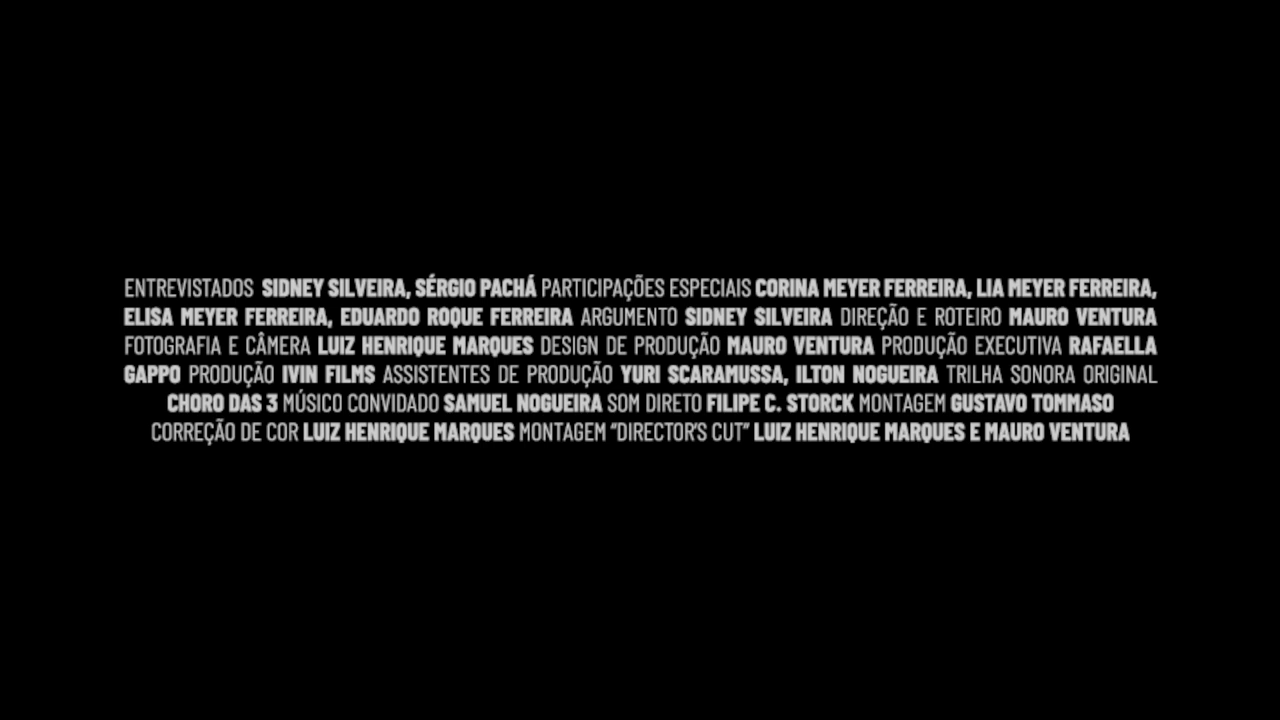 ENTREVISTADOS SIDNEY SILVEIRA, SÉRGIO PACHÁ PARTICIPAÇÕES ESPECIAIS CORINA MEYER FERREIRA, LIA MEYER FERREIRA,
ELISA MEYER FERREIRA, EDUARDO ROQUE FERREIRA ARGUMENTO SIDNEY SILVEIRA DIREÇÃO E ROTEIRO MAURO VENTURA
FOTOGRAFIA E CÂMERA LUIZ HENRIQUE MARQUES DESIGN DE PRODUÇÃO MAURO VENTURA PRODUÇÃO EXECUTIVA RAFAELLA
GAPPO PRODUÇÃO IVIN FILMS ASSISTENTES DE PRODUÇÃO YURI SCARAMUSSA, ILTON NOGUEIRA TRILHA SONORA ORIGINAL
CHORO DAS 3 MÚSICO CONVIDADO SAMUEL NOGUEIRA SOM DIRETO FILIPE C. STORCK MONTAGEM GUSTAVO TOMMASO
CORREÇÃO DE COR LUIZ HENRIQUE MARQUES MONTAGEM “DIRECTOR'S CUT” LUIZ HENRIQUE MARQUES E MAURO VENTURA